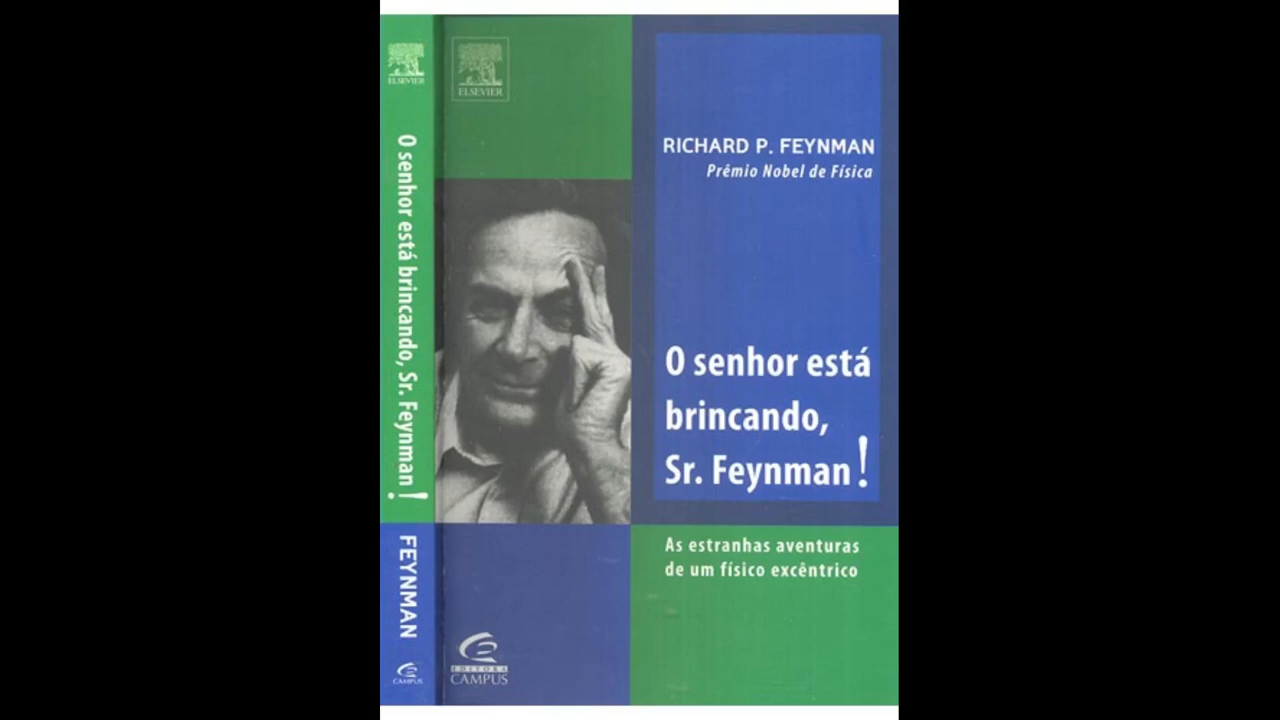 ELSEVIER
O senhor está brincando, Sr. Feynman!
FEYNMAN
CAMPUS
ELSEVIER
RICHARD P. FEYNMAN
Prêmio Nobel de Física
O senhor está
brincando,
Sr. Feynman!
As estranhas aventuras
de um físico excêntrico
EDITORA
CAMPUS